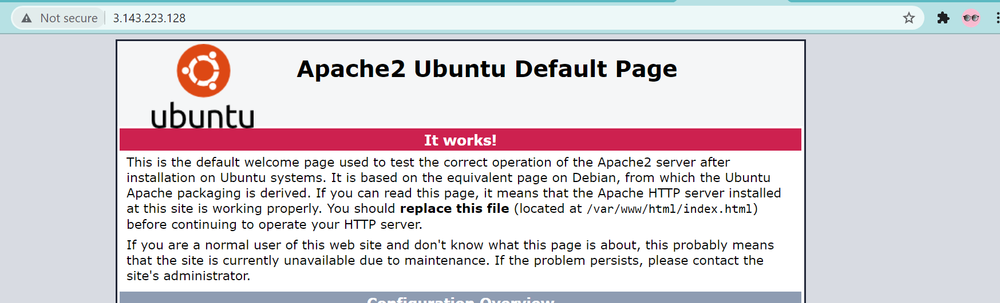 Not secure 3.143.223.128
Apache2 Ubuntu Default Page
ubuntu
It works!
This is the default welcome page used to test the correct operation of the Apache2 server after
installation on Ubuntu systems. It is based on the equivalent page on Debian, from which the Ubuntu
Apache packaging is derived. If you can read this page, it means that the Apache HTTP server installed
at this site is working properly. You should replace this file (located at /var/www/html/index.html)
before continuing to operate your HTTP server.
If you are a normal user of this web site and don't know what this page is about, this probably means
that the site is currently unavailable due to maintenance. If the problem persists, please contact the
site's administrator.
Configuration Overview